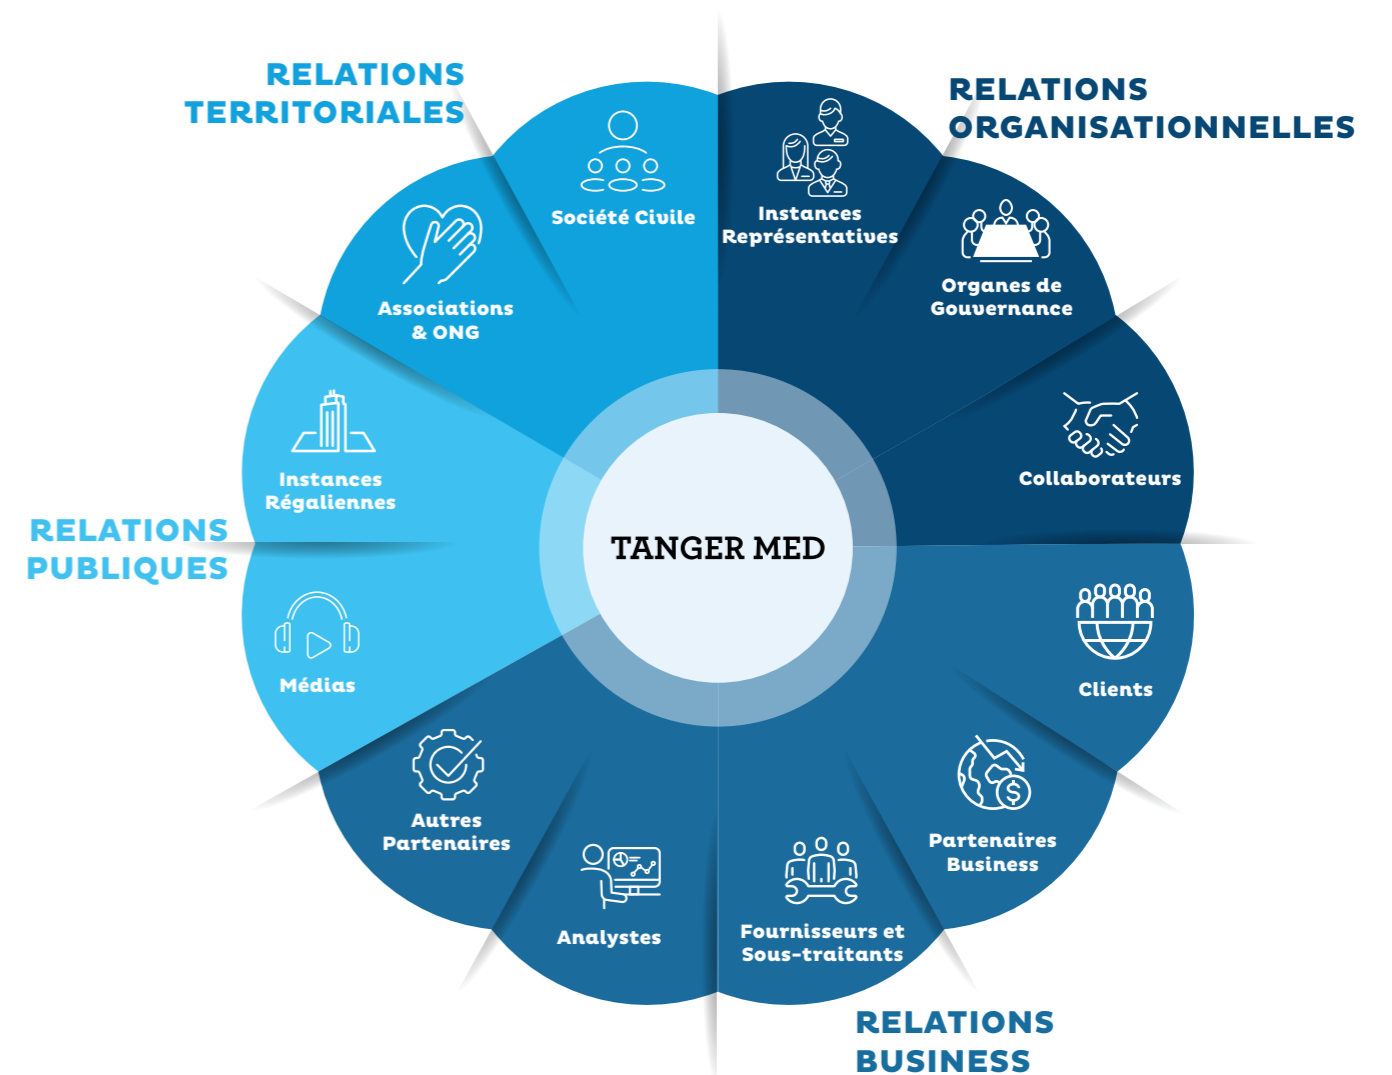 RELATIONS
TERRITORIALES
RELATIONS
ORGANISATIONNELLES
Société Civile
Instances
Représentatives
Associations
& ONG
Organes de
Gouvernance
Instances
Régaliennes
Collaborateurs
RELATIONS
PUBLIQUES
TANGER MED
Médias
Clients
Autres
Partenaires
Partenaires
Business
Analystes
Fournisseurs et
Sous-traitants
RELATIONS
BUSINESS